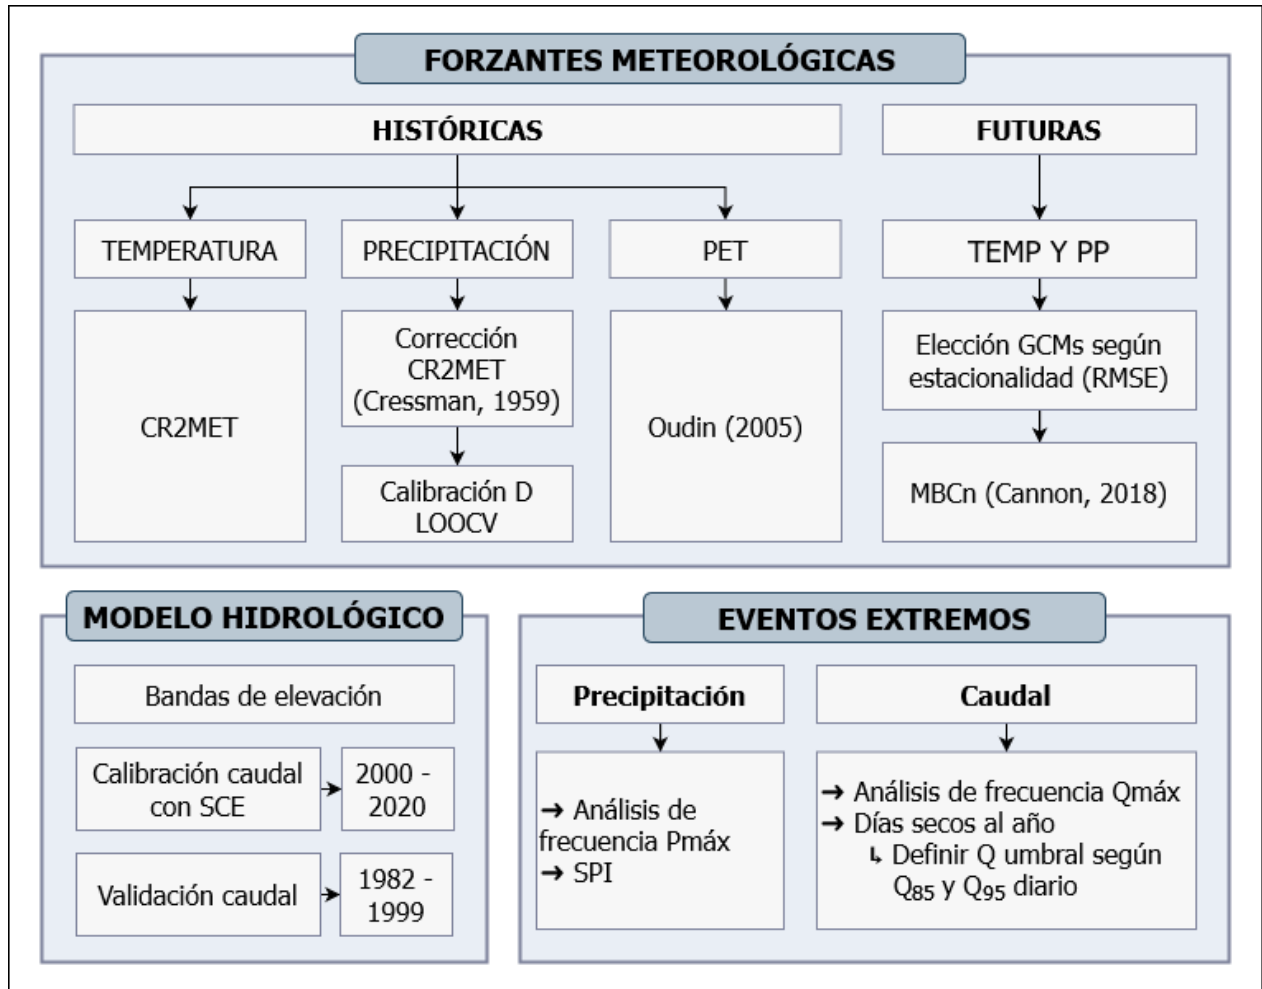 FORZANTES METEOROLÓGICAS
HISTÓRICAS
FUTURAS
TEMPERATURA
PRECIPITACIÓN
PET
TEMP Y PP
CR2MET
Corrección
CR2MET
(Cressman, 1959)
Calibración D
LOOCV
Oudin (2005)
Elección GCMs según
estacionalidad (RMSE)
MBCn (Cannon, 2018)
MODELO HIDROLÓGICO
Bandas de elevación
Calibración caudal
con SCE
2000 -
2020
Validación caudal
1982 -
1999
EVENTOS EXTREMOS
Precipitación
→ Análisis de
frecuencia Pmáx
→ SPI
Caudal
→ Análisis de frecuencia Qmáx
→ Días secos al año
↳ Definir Q umbral según
Q85 y Q95 diario